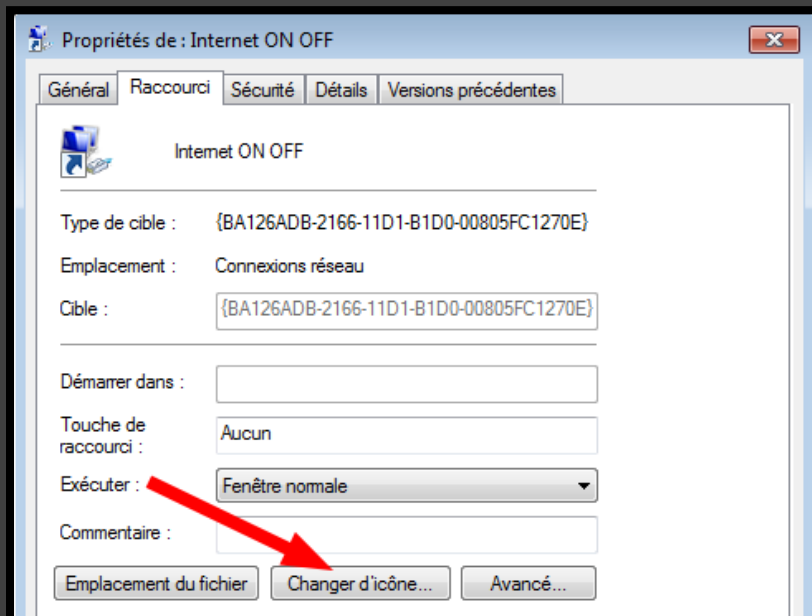 Propriétés de : Internet ON OFF
Général Raccourci Sécurité Détails Versions précédentes
Internet ON OFF
Type de cible : {BA126ADB-2166-11D1-B1D0-00805FC1270E}
Emplacement : Connexions réseau
Cible : {BA126ADB-2166-11D1-B1D0-00805FC1270E}
Démarrer dans :
Touche de
raccourci : Aucun
Exécuter : Fenêtre normale
Commentaire :
Emplacement du fichier Changer d'icône... Avancé...